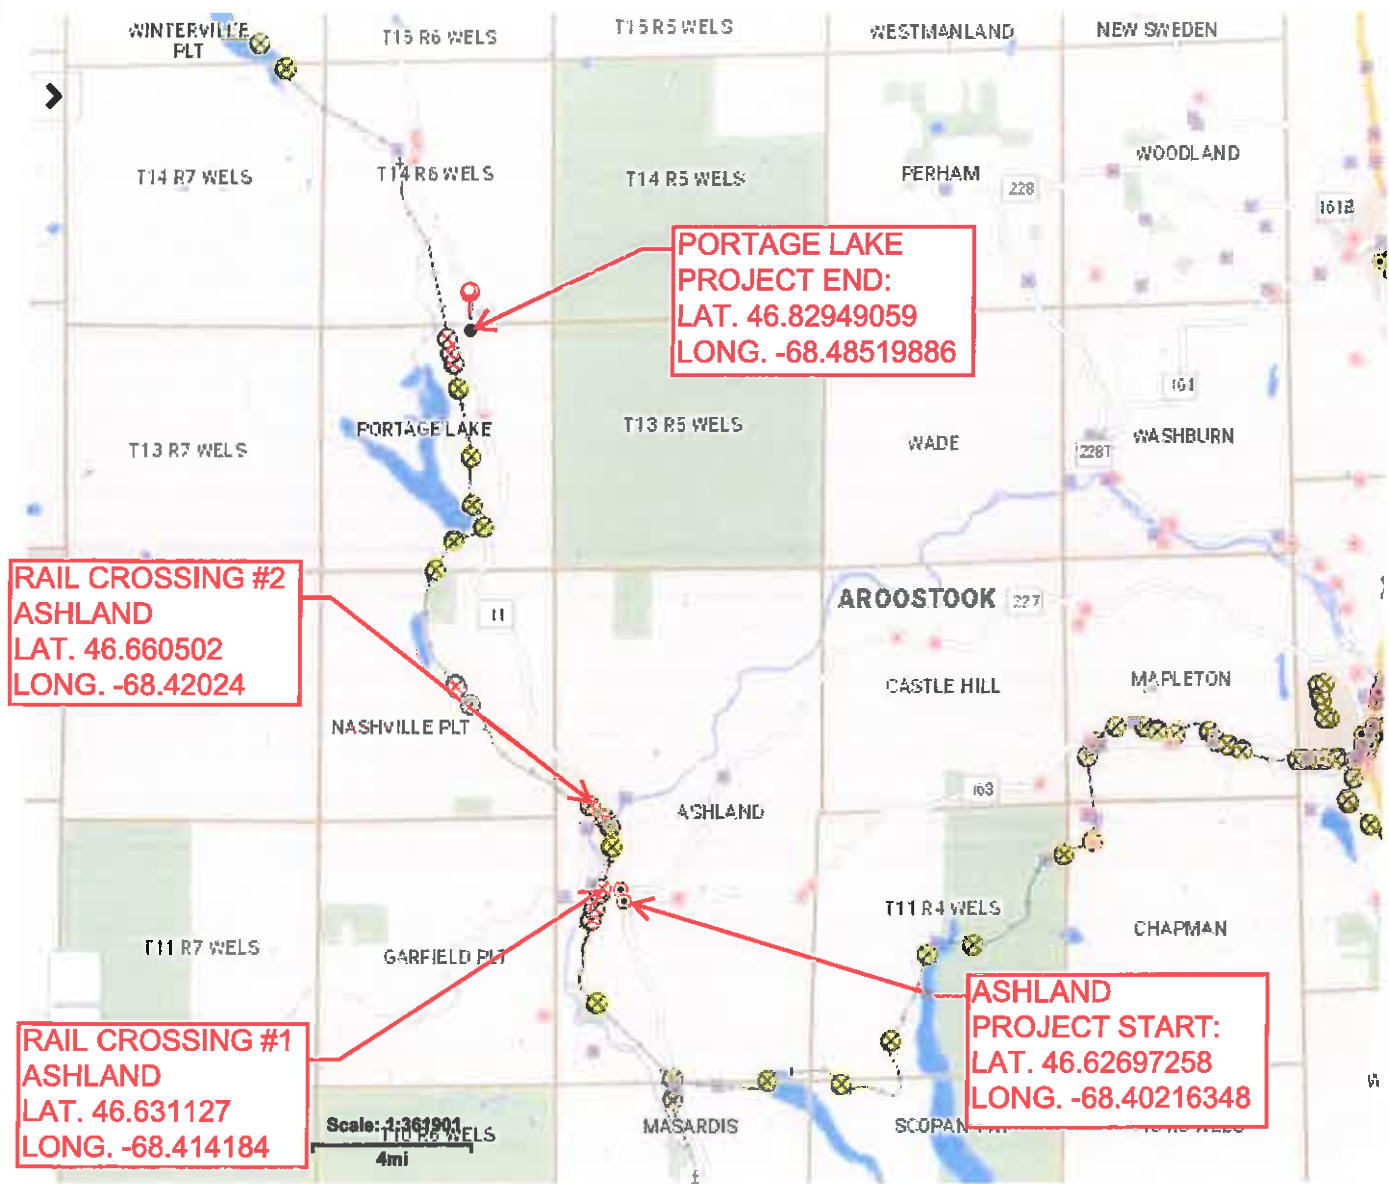 WINTERVILLE
PLT
T15 R6 WELS
T15 R5 WELS
WESTMANLAND
NEW SWEDEN
T14 R7 WELS
T14 R6 WELS
T14 R5 WELS
PERHAM
228
WOODLAND
PORTAGE LAKE
PROJECT END:
LAT. 46.82949059
LONG. -68.48519886
161
T13 R7 WELS
PORTAGE LAKE
T13 R5 WELS
WADE
228T
WASHBURN
RAIL CROSSING #2
ASHLAND
LAT. 46.660502
LONG. -68.42024
11
AROOSTOOK
227
NASHVILLE PLT
CASTLE HILL
MAPLETON
ASHLAND
163
T11 R7 WELS
GARFIELD PLT
T11 R4 WELS
CHAPMAN
RAIL CROSSING #1
ASHLAND
LAT. 46.631127
LONG. -68.414184
ASHLAND
PROJECT START:
LAT. 46.62697258
LONG. -68.40216348
Scale: 1:361901
T10 R6 WELS
4mi
MASARDIS
SCOPAN